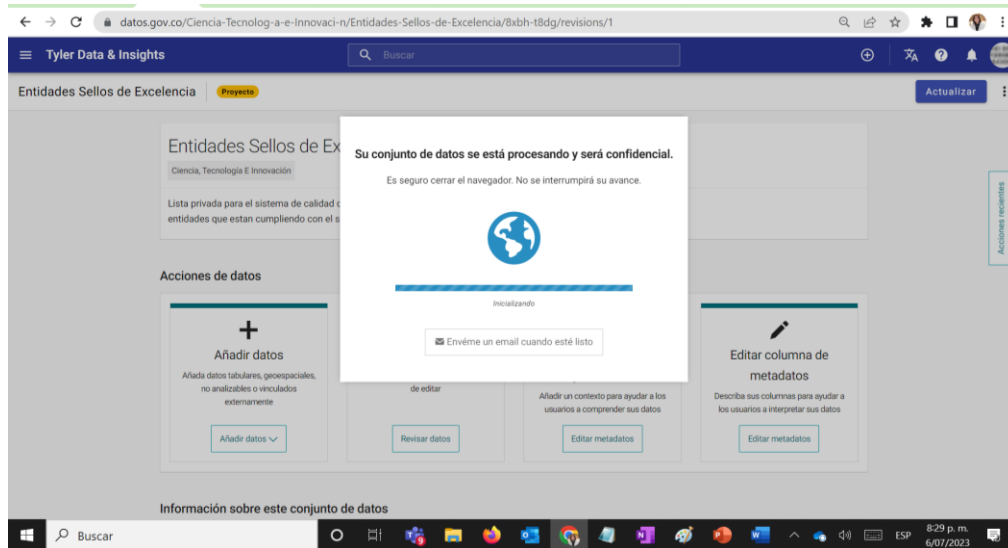 datos.gov.co/Ciencia-Tecnolog-a-e-Innovaci-n/Entidades-Sellos-de-Excelencia/8xbh-t8dg/revisions/1
Tyler Data & Insights
Buscar
Entidades Sellos de Excelencia
Proyecto
Actualizar
Entidades Sellos de Ex
Ciencia, Tecnología E Innovación
Lista privada para el sistema de calidad
entidades que estan cumpliendo con el s
Su conjunto de datos se está procesando y será confidencial.
Es seguro cerrar el navegador. No se interrumpirá su avance.
Inicializando
Envéme un email cuando esté listo
Acciones recientes
Acciones de datos
Añadir datos
Añada datos tabulares, geoespaciales,
no analizables o vinculados
externamente
Añadir datos
de editar
Revisar datos
Añadir un contexto para ayudar a los
usuarios a comprender sus datos
Editar metadatos
Editar columna de
metadatos
Describa sus columnas para ayudar a
los usuarios a interpretar sus datos
Editar metadatos
Información sobre este conjunto de datos
Buscar
9
ESP
8:29 p. m.
6/07/2023